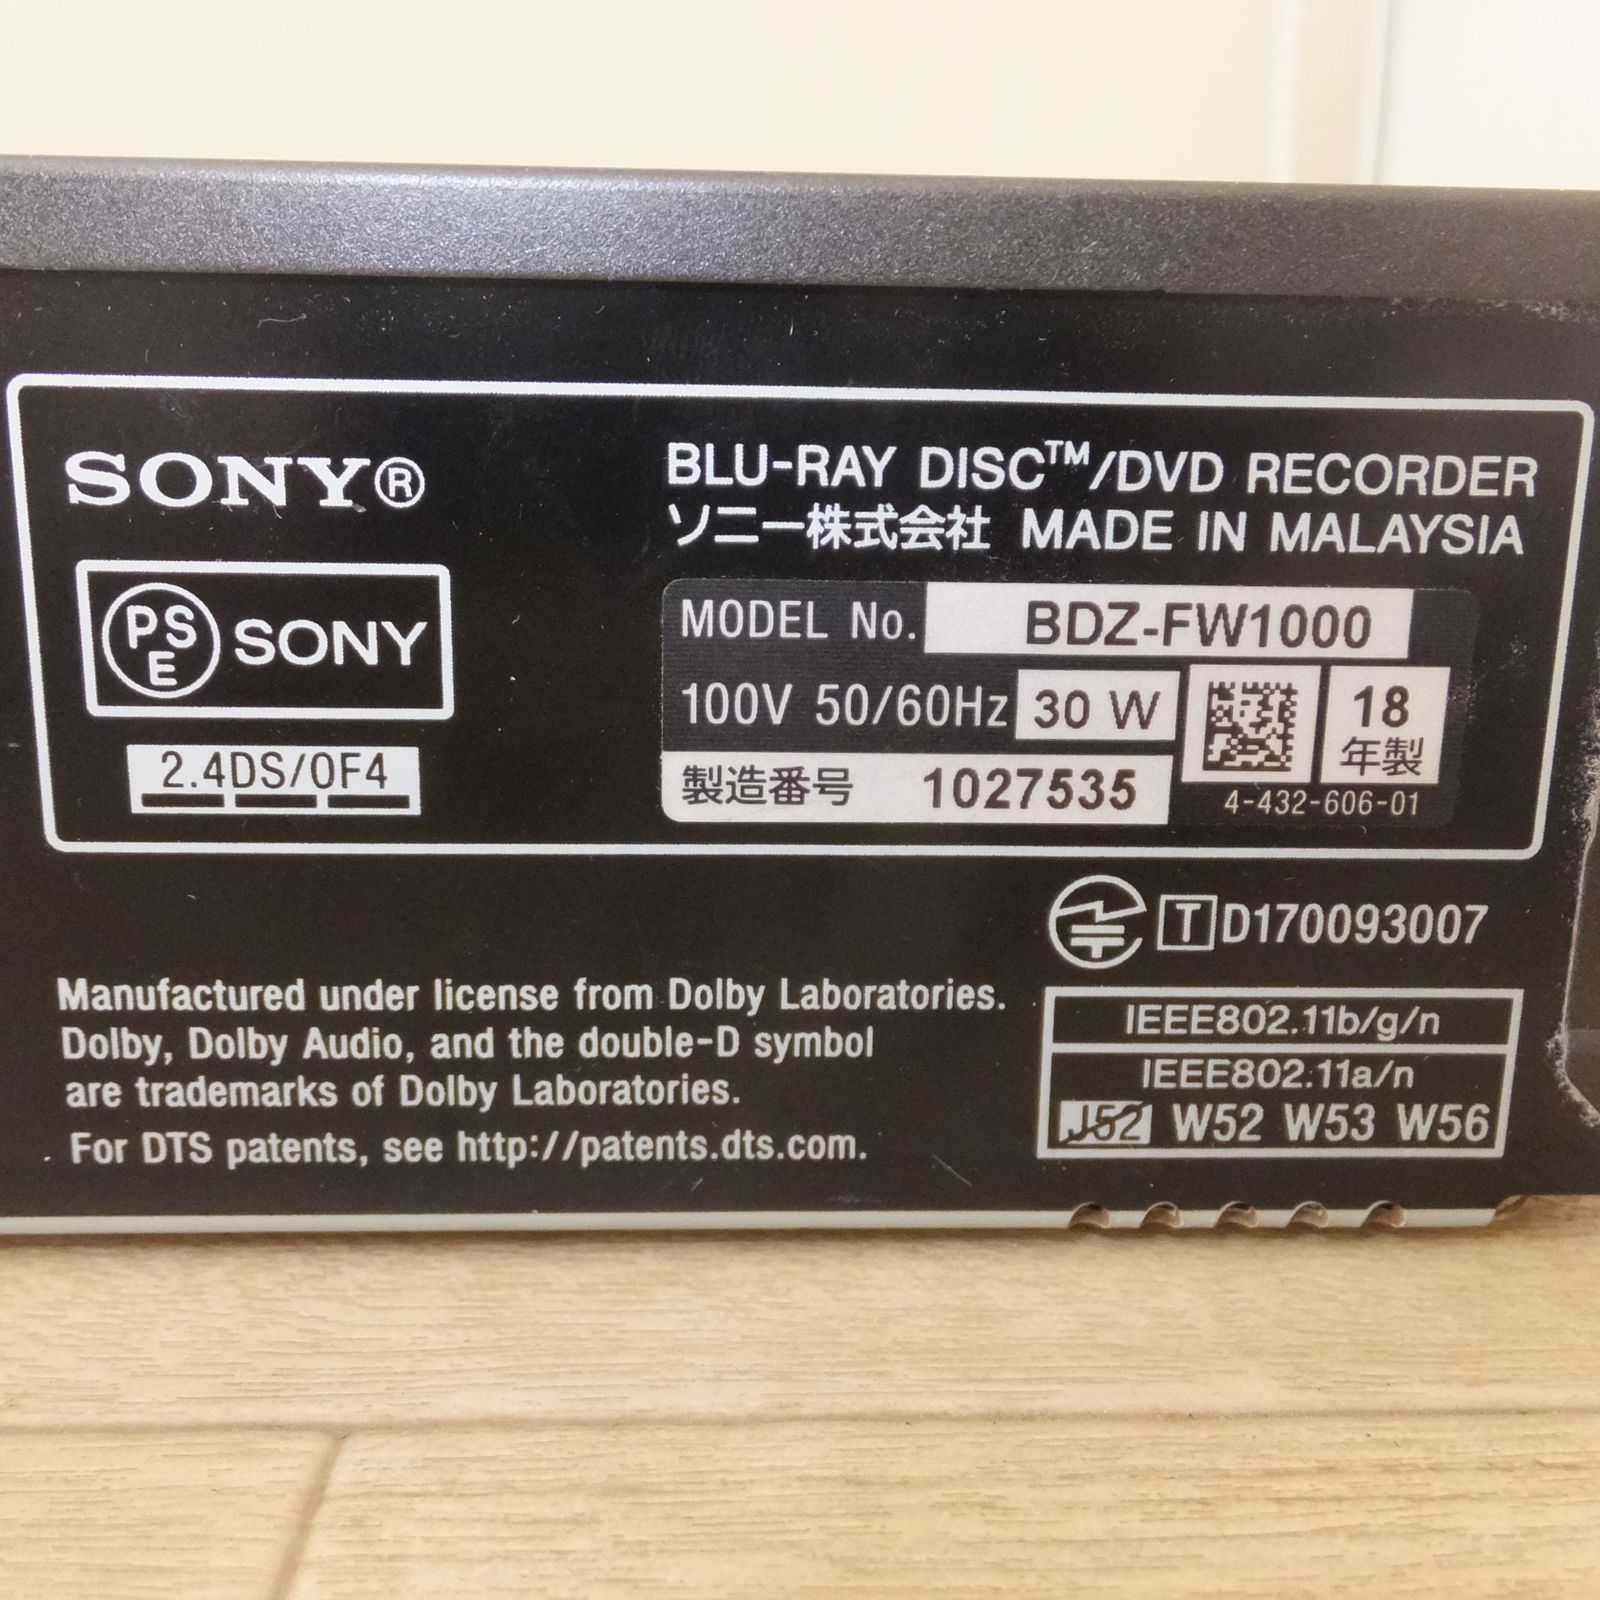 SONY®
BLU-RAY DISC™/DVD RECORDER
ソニー株式会社 MADE IN MALAYSIA
PSE SONY
2.4DS/OF4
MODEL No. BDZ-FW1000
100V 50/60Hz 30 W
18
年製
製造番号 1027535
4-432-606-01
T D170093007
IEEE802.11b/g/n
IEEE802.11a/n
J52 W52 W53 W56
Manufactured under license from Dolby Laboratories.
Dolby, Dolby Audio, and the double-D symbol
are trademarks of Dolby Laboratories.
For DTS patents, see http://patents.dts.com.